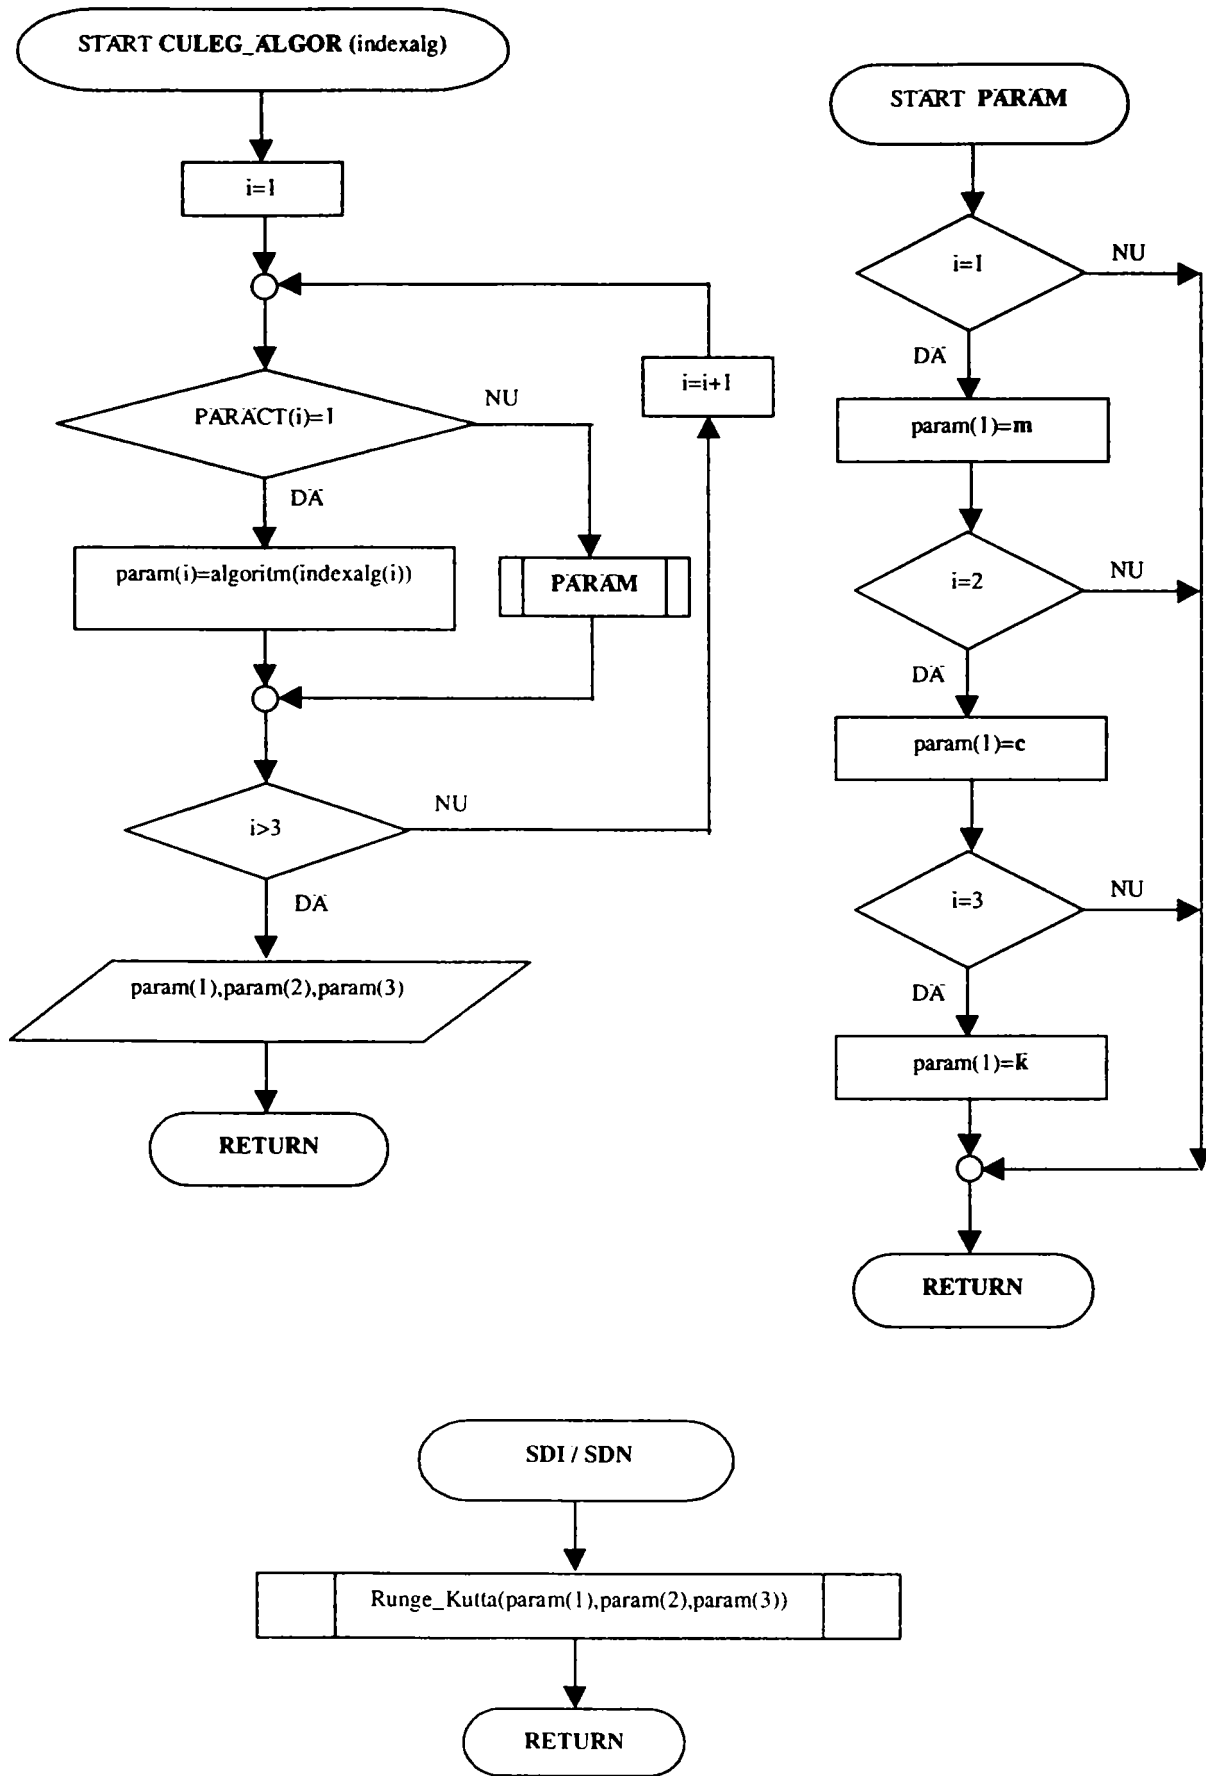 START CULEG_ALGOR (indexalg)
i=1
PARACT(i)=1
NU
DA
i=i+1
param(i)=algoritm(indexalg(i))
PARAM
i>3
NU
DA
param(1),param(2),param(3)
RETURN
START PARAM
i=1
NU
DA
param(1)=m
i=2
NU
DA
param(1)=c
i=3
NU
DA
param(1)=k
RETURN
SDI / SDN
Runge_Kutta(param(1),param(2),param(3))
RETURN